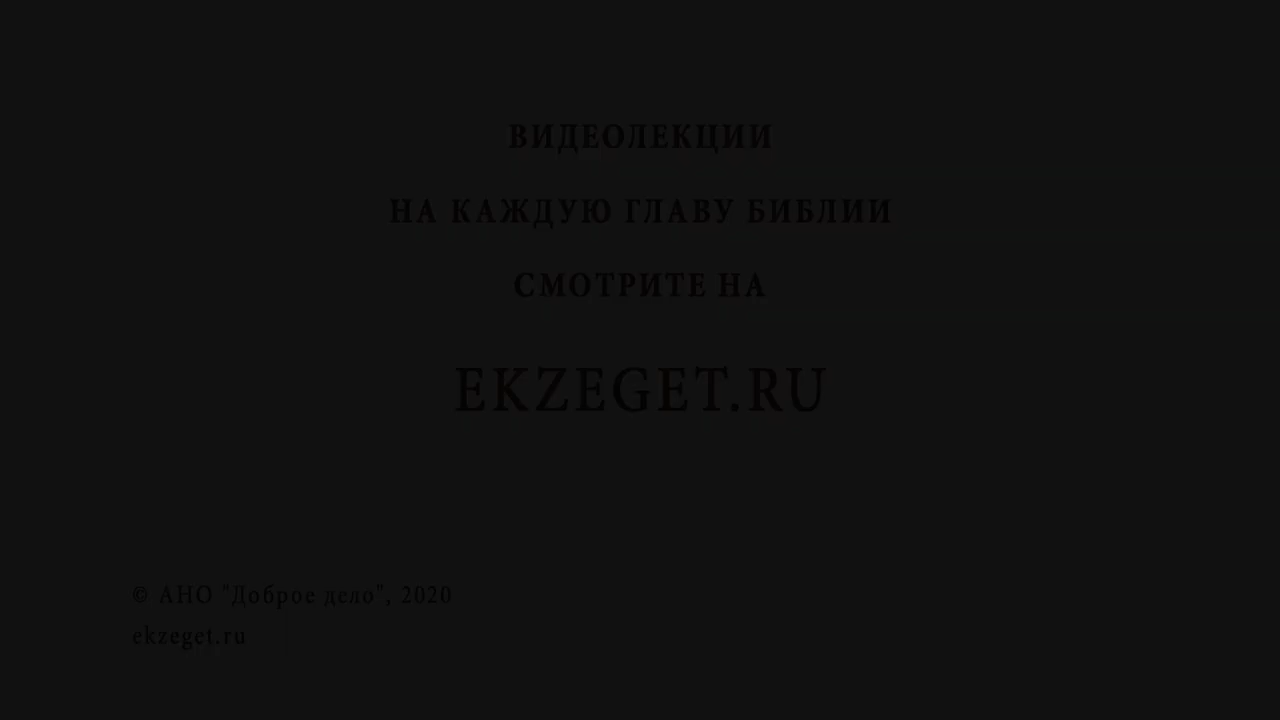 ВИДЕОЛЕКЦИИ
НА КАЖДУЮ ГЛАВУ БИБЛИИ
СМОТРИТЕ НА
EKZEGET.RU
© АНО "Доброе дело", 2020
ekzeget.ru